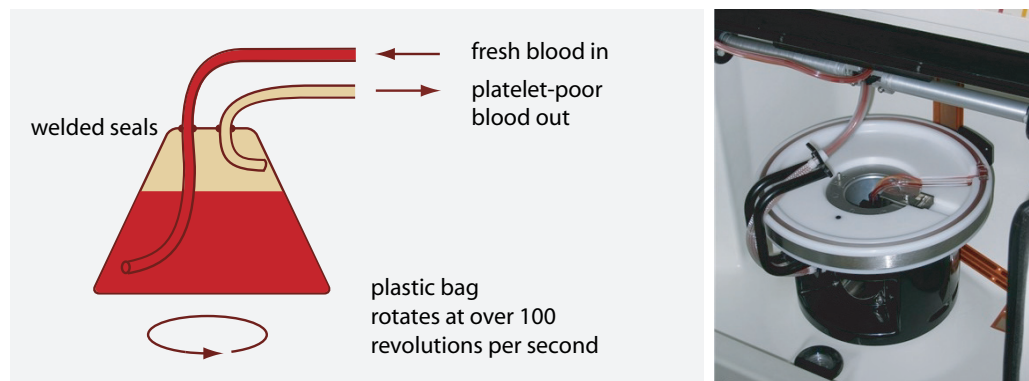 fresh blood in
platelet-poor
blood out
welded seals
plastic bag
rotates at over 100
revolutions per second